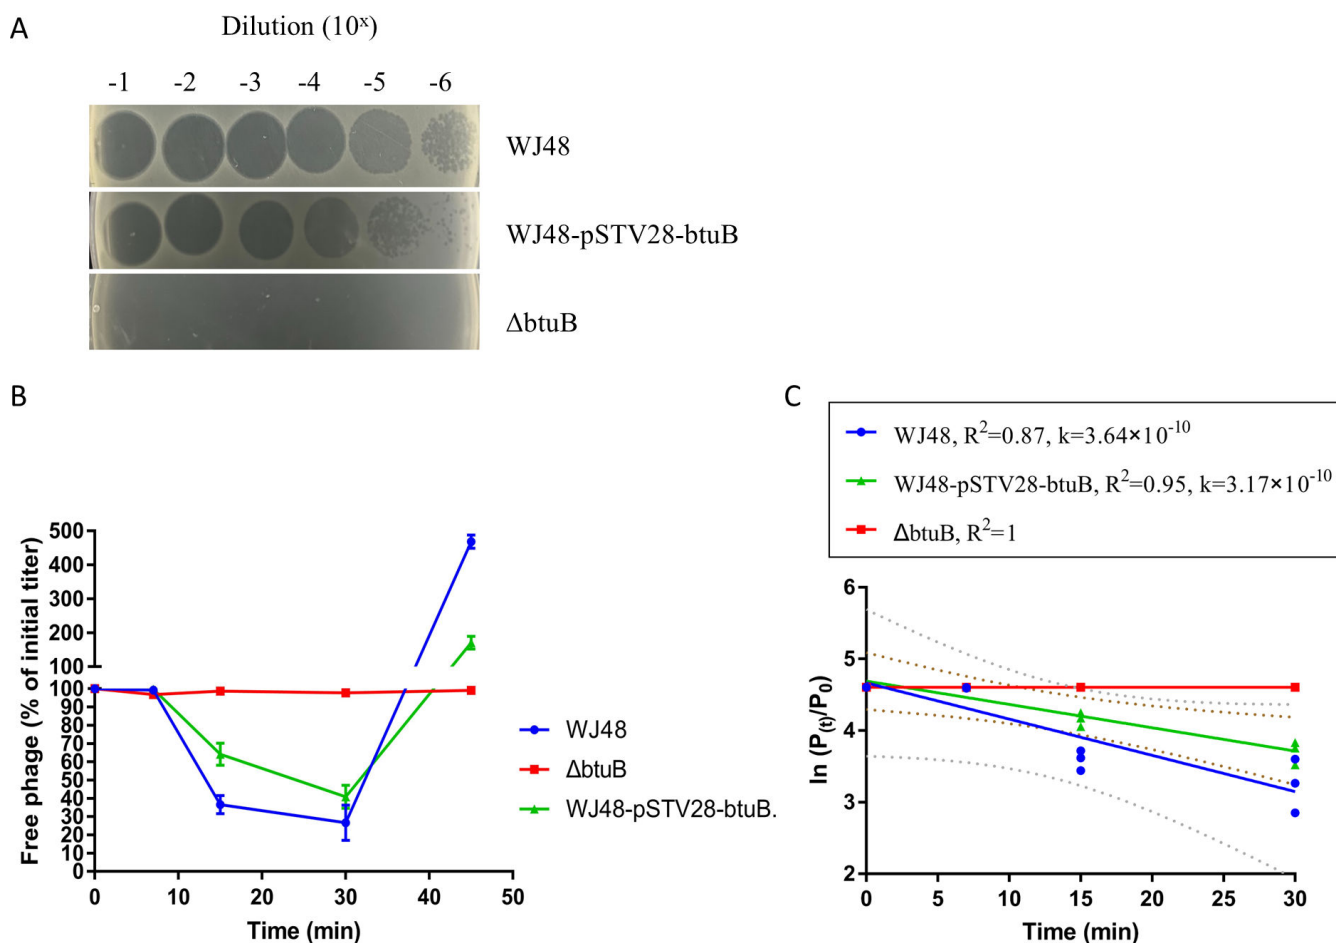 A
Dilution (10ˣ)
-1 -2 -3 -4 -5 -6
WJ48
WJ48-pSTV28-btuB
ΔbtuB
B
Free phage (% of initial titer)
500
400
300
200
100
100
90
80
70
60
50
40
30
20
10
0
0 10 20 30 40 50
Time (min)
WJ48
ΔbtuB
WJ48-pSTV28-btuB.
C
WJ48, R²=0.87, k=3.64×10⁻¹⁰
WJ48-pSTV28-btuB, R²=0.95, k=3.17×10⁻¹⁰
ΔbtuB, R²=1
ln (P₍ₜ₎/P₀)
6
5
4
3
2
0 5 10 15 20 25 30
Time (min)